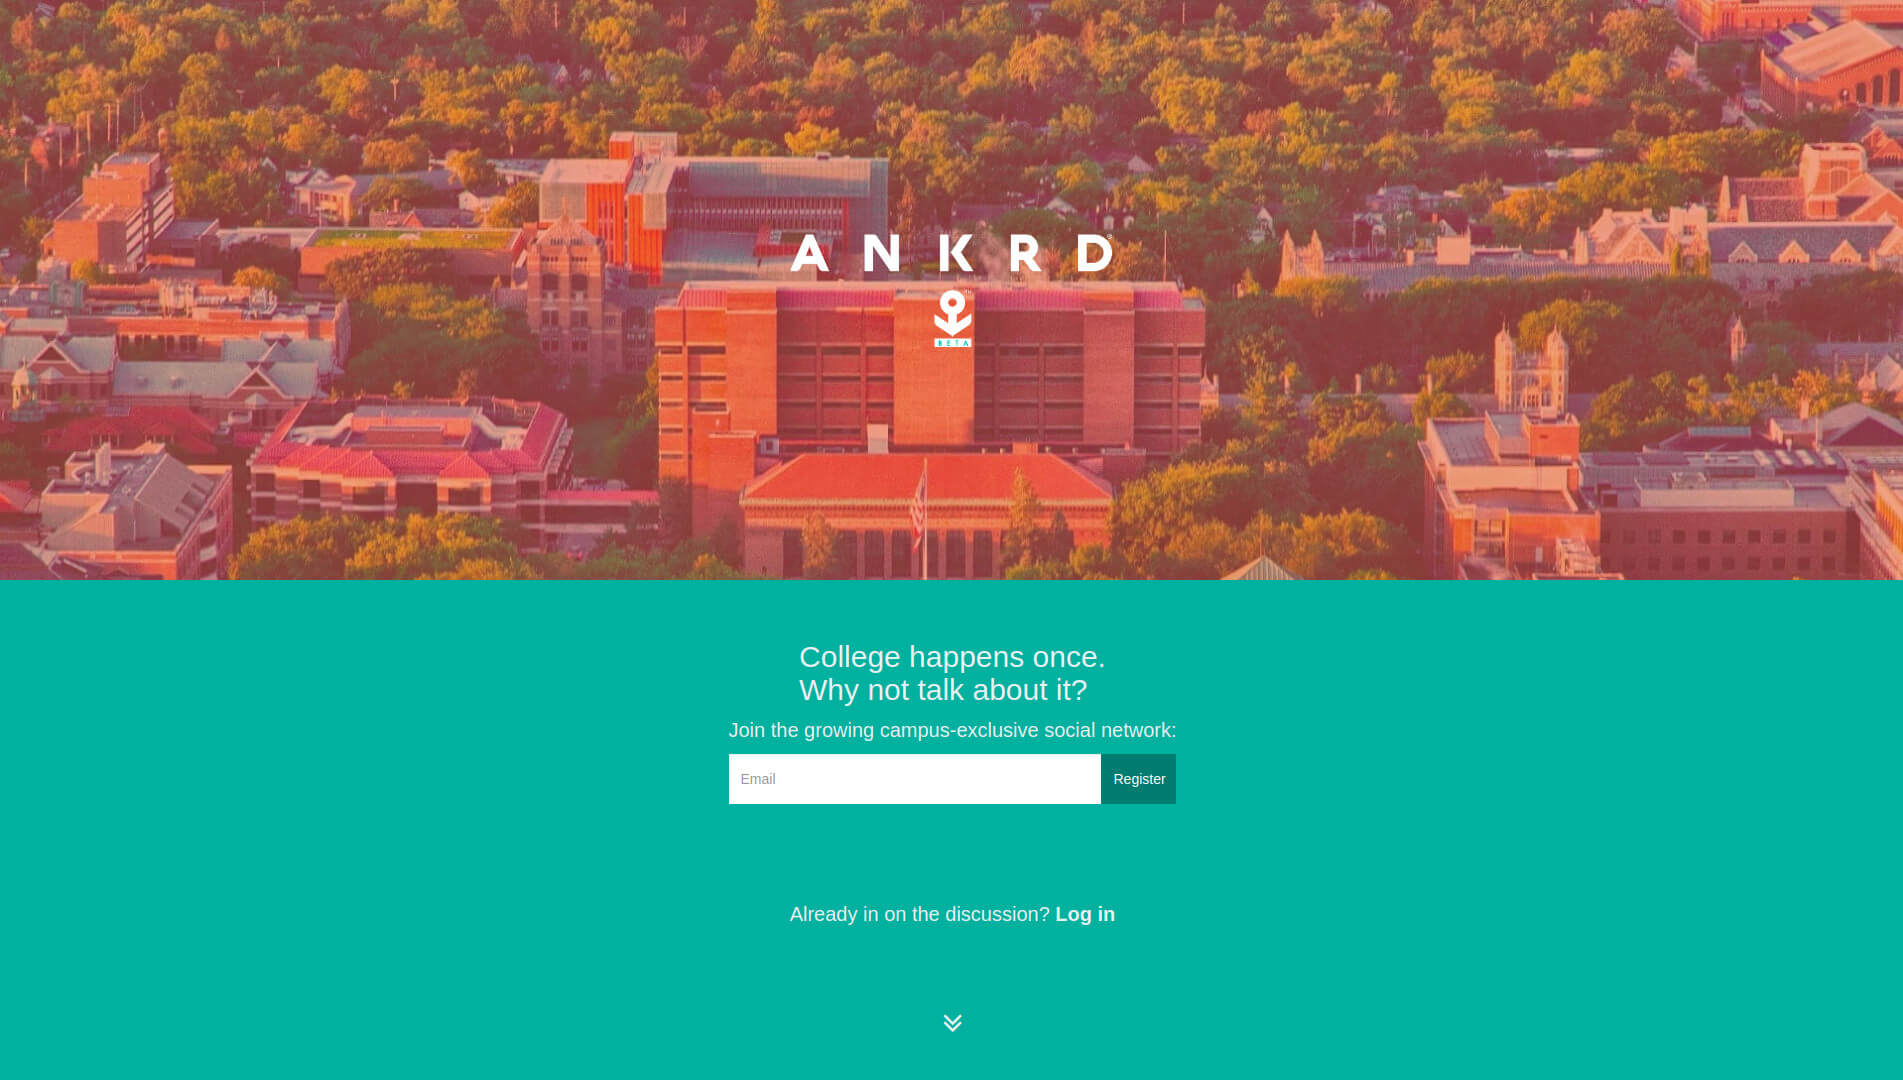 ANKRD
BETA
College happens once.
Why not talk about it?
Join the growing campus-exclusive social network:
Email
Register
Already in on the discussion? Log in